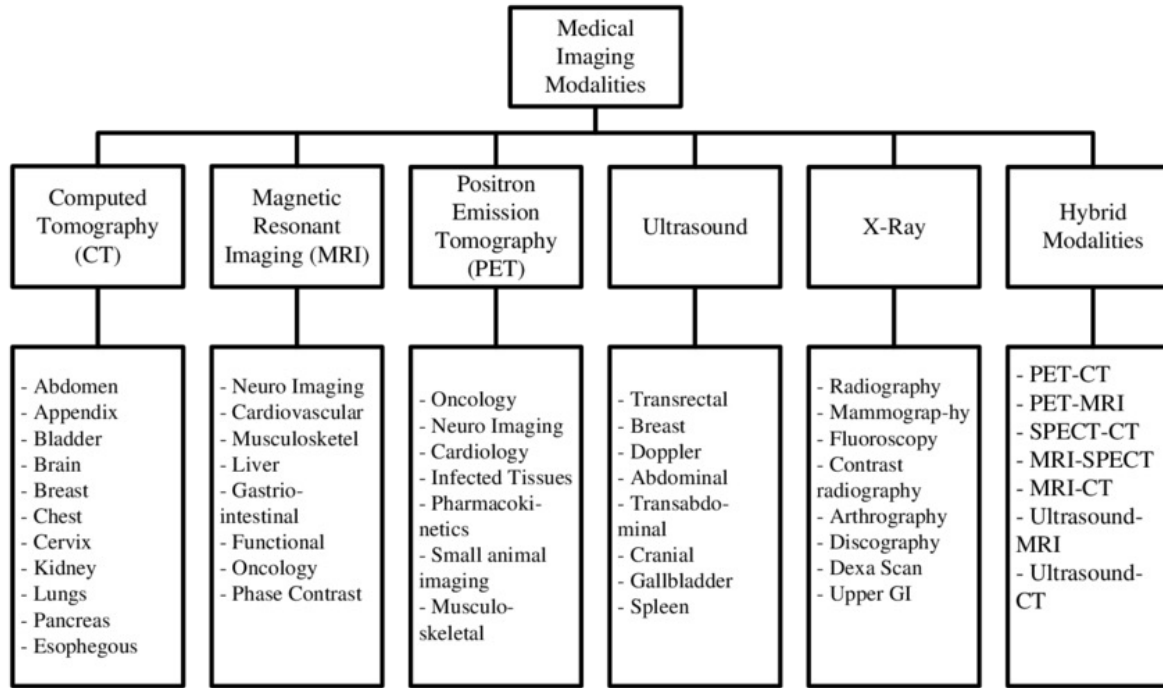 Medical
Imaging
Modalities
Computed
Tomography
(CT)
Magnetic
Resonant
Imaging (MRI)
Positron
Emission
Tomography
(PET)
Ultrasound
X-Ray
Hybrid
Modalities
- Abdomen
- Appendix
- Bladder
- Brain
- Breast
- Chest
- Cervix
- Kidney
- Lungs
- Pancreas
- Esophegous
- Neuro Imaging
- Cardiovascular
- Musculosketel
- Liver
- Gastrio-
intestinal
- Functional
- Oncology
- Phase Contrast
- Oncology
- Neuro Imaging
- Cardiology
- Infected Tissues
- Pharmacoki-
netics
- Small animal
imaging
- Musculo-
skeletal
- Transrectal
- Breast
- Doppler
- Abdominal
- Transabdo-
minal
- Cranial
- Gallbladder
- Spleen
- Radiography
- Mammograp-hy
- Fluoroscopy
- Contrast
radiography
- Arthrography
- Discography
- Dexa Scan
- Upper GI
- PET-CT
- PET-MRI
- SPECT-CT
- MRI-SPECT
- MRI-CT
- Ultrasound-
MRI
- Ultrasound-
CT